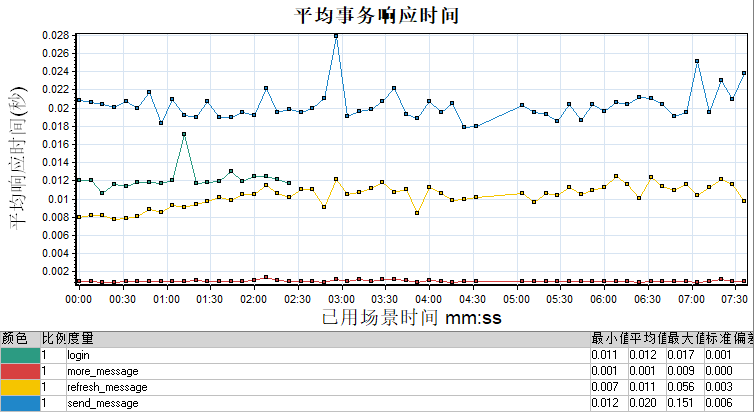 平均事务响应时间
平均响应时间(秒)
0.028
0.026
0.024
0.022
0.02
0.018
0.016
0.014
0.012
0.01
0.008
0.006
0.004
0.002
00:00 00:30 01:00 01:30 02:00 02:30 03:00 03:30 04:00 04:30 05:00 05:30 06:00 06:30 07:00 07:30
已用场景时间 mm:ss
颜色 比例 度量 最小值 平均值 最大值 标准偏差
1 login 0.011 0.012 0.017 0.001
1 more_message 0.001 0.001 0.009 0.000
1 refresh_message 0.007 0.011 0.056 0.003
1 send_message 0.012 0.020 0.151 0.006